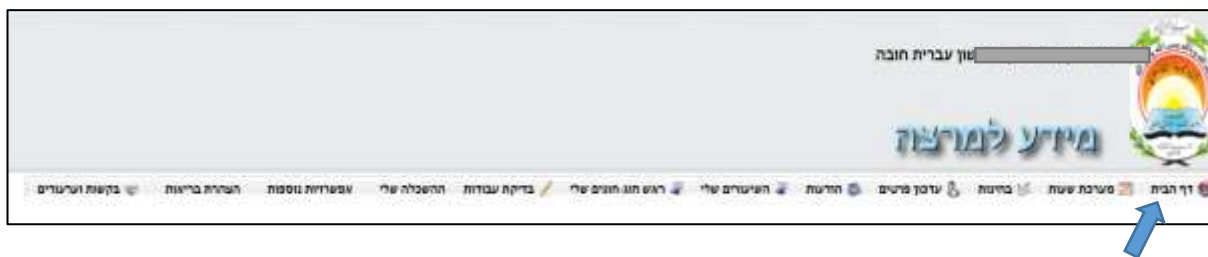 שון עברית חובה
מידע למרצה
דף הבית מערכת שעות בחינות עדכון פרטים הודעות השיעורים שלי ראש חוג חוגים שלי בדיקת עבודות ההשכלה שלי אפשרויות נוספות הצהרת בריאות בקשות וערעורים